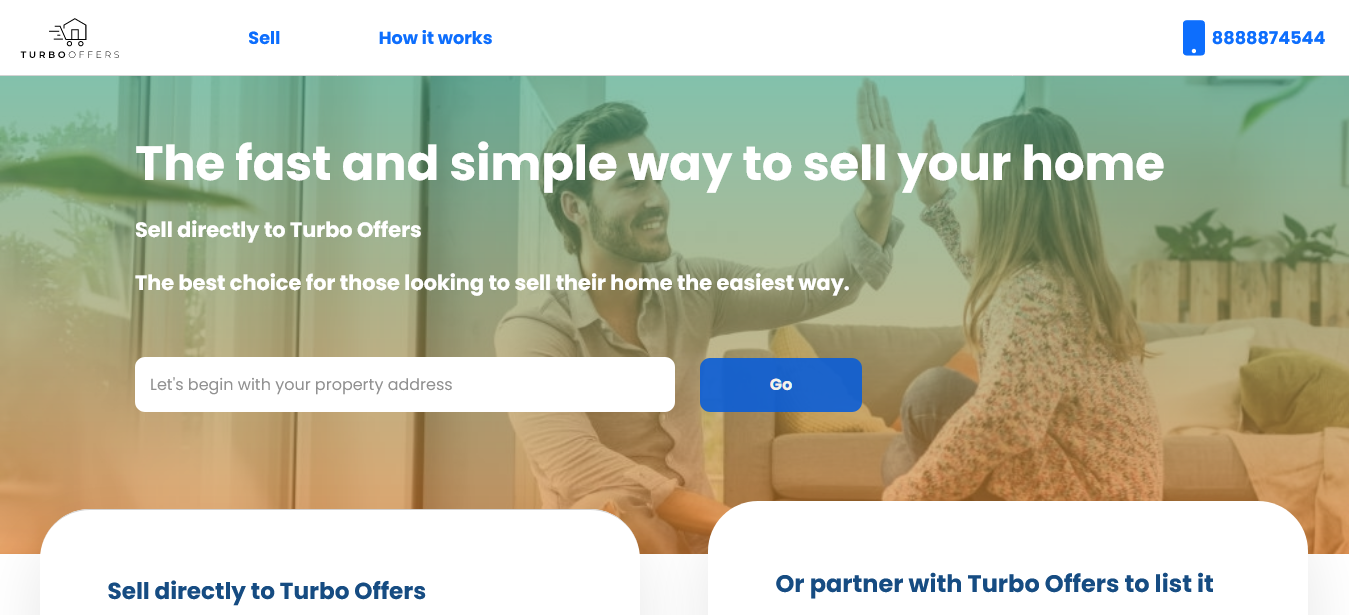 TURBOOFFERS
Sell
How it works
8888874544
The fast and simple way to sell your home
Sell directly to Turbo Offers
The best choice for those looking to sell their home the easiest way.
Let's begin with your property address
Go
Sell directly to Turbo Offers
Or partner with Turbo Offers to list it